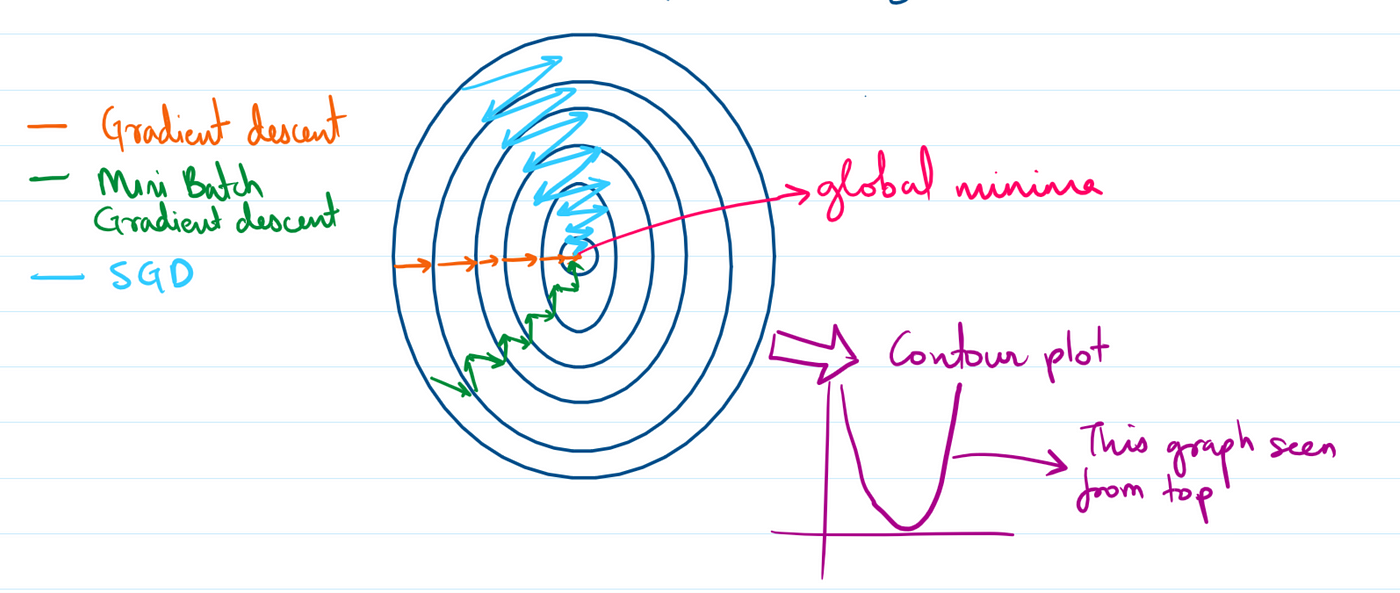 — Gradient descent
— Mini Batch
Gradient descent
— SGD
global minima
Contour plot
This graph seen
from top